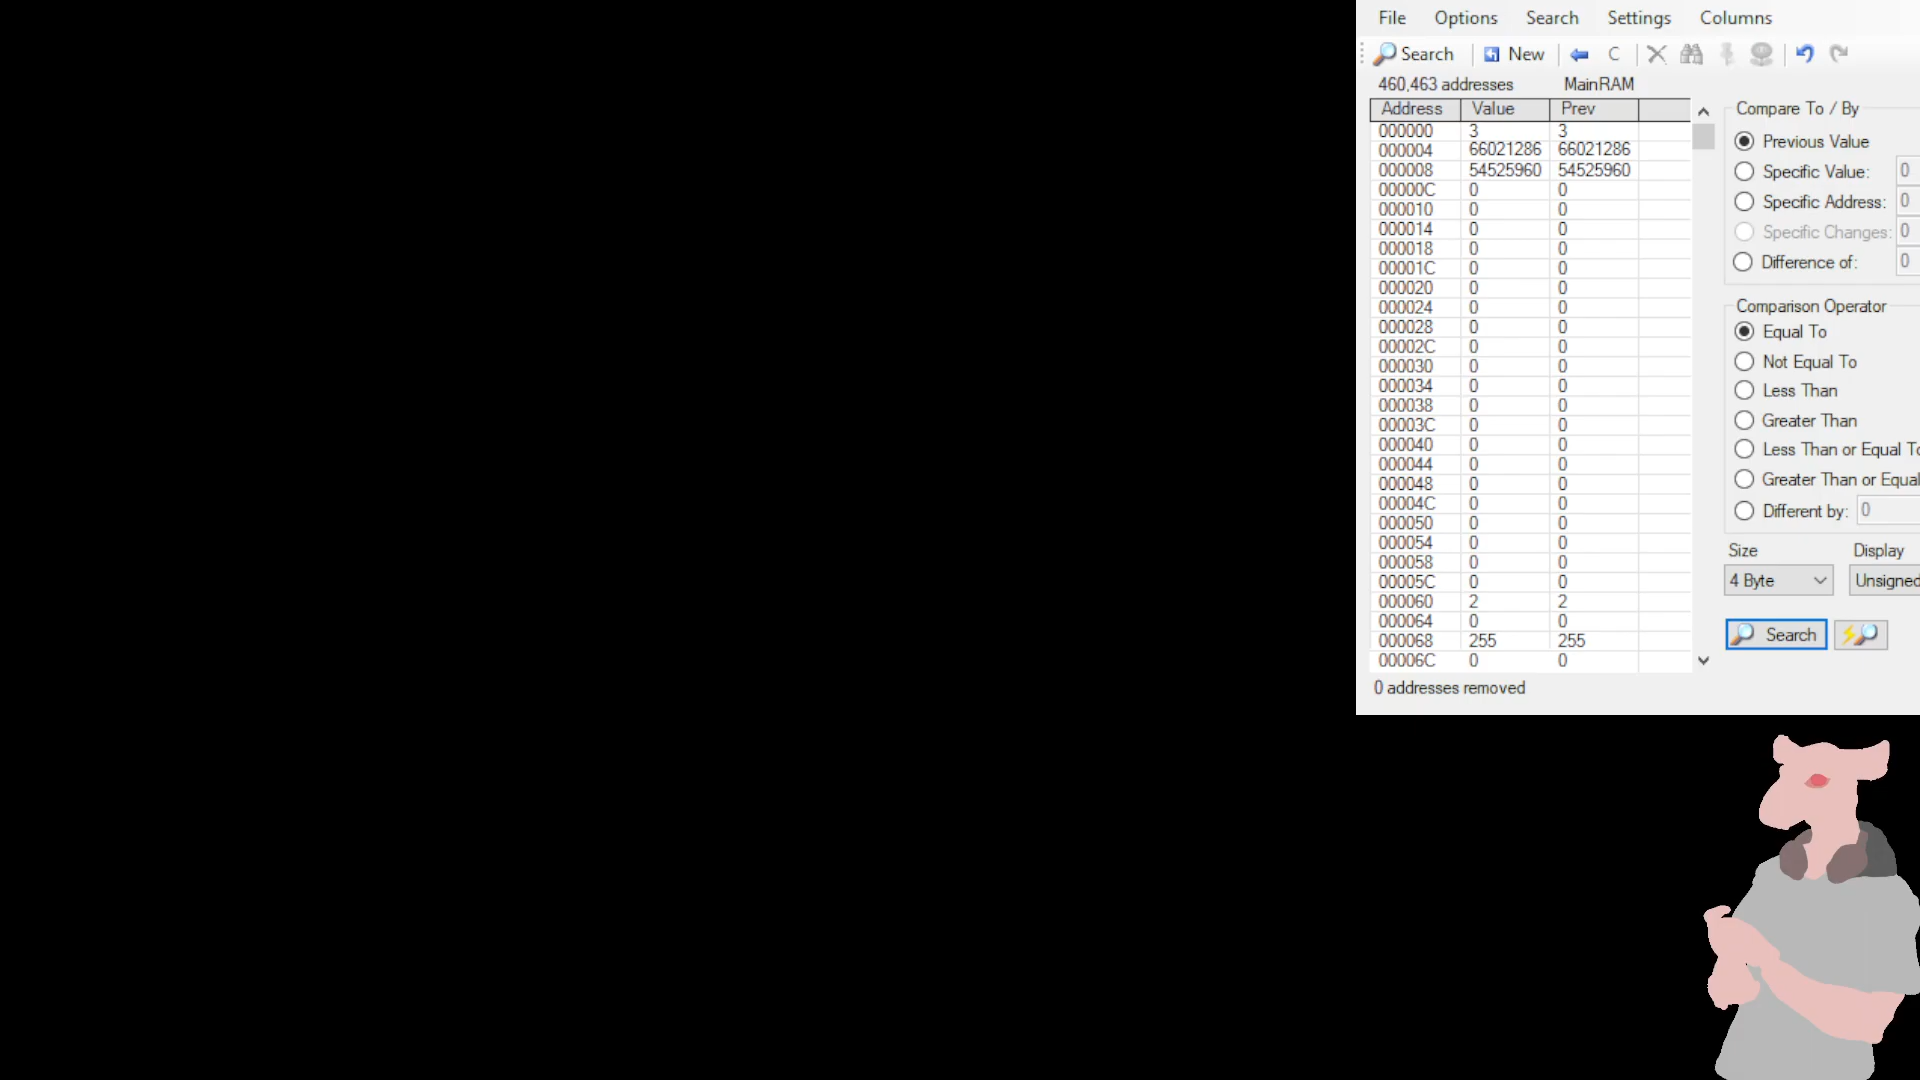 File Options Search Settings Columns
Search New C
460,463 addresses MainRAM
Address Value Prev
000000 3 3
000004 66021286 66021286
000008 54525960 54525960
00000C 0 0
000010 0 0
000014 0 0
000018 0 0
00001C 0 0
000020 0 0
000024 0 0
000028 0 0
00002C 0 0
000030 0 0
000034 0 0
000038 0 0
00003C 0 0
000040 0 0
000044 0 0
000048 0 0
00004C 0 0
000050 0 0
000054 0 0
000058 0 0
00005C 0 0
000060 2 2
000064 0 0
000068 255 255
00006C 0 0
0 addresses removed
Compare To / By
Previous Value
Specific Value: 0
Specific Address: 0
Specific Changes: 0
Difference of: 0
Comparison Operator
Equal To
Not Equal To
Less Than
Greater Than
Less Than or Equal To
Greater Than or Equal
Different by: 0
Size Display
4 Byte Unsigned
Search